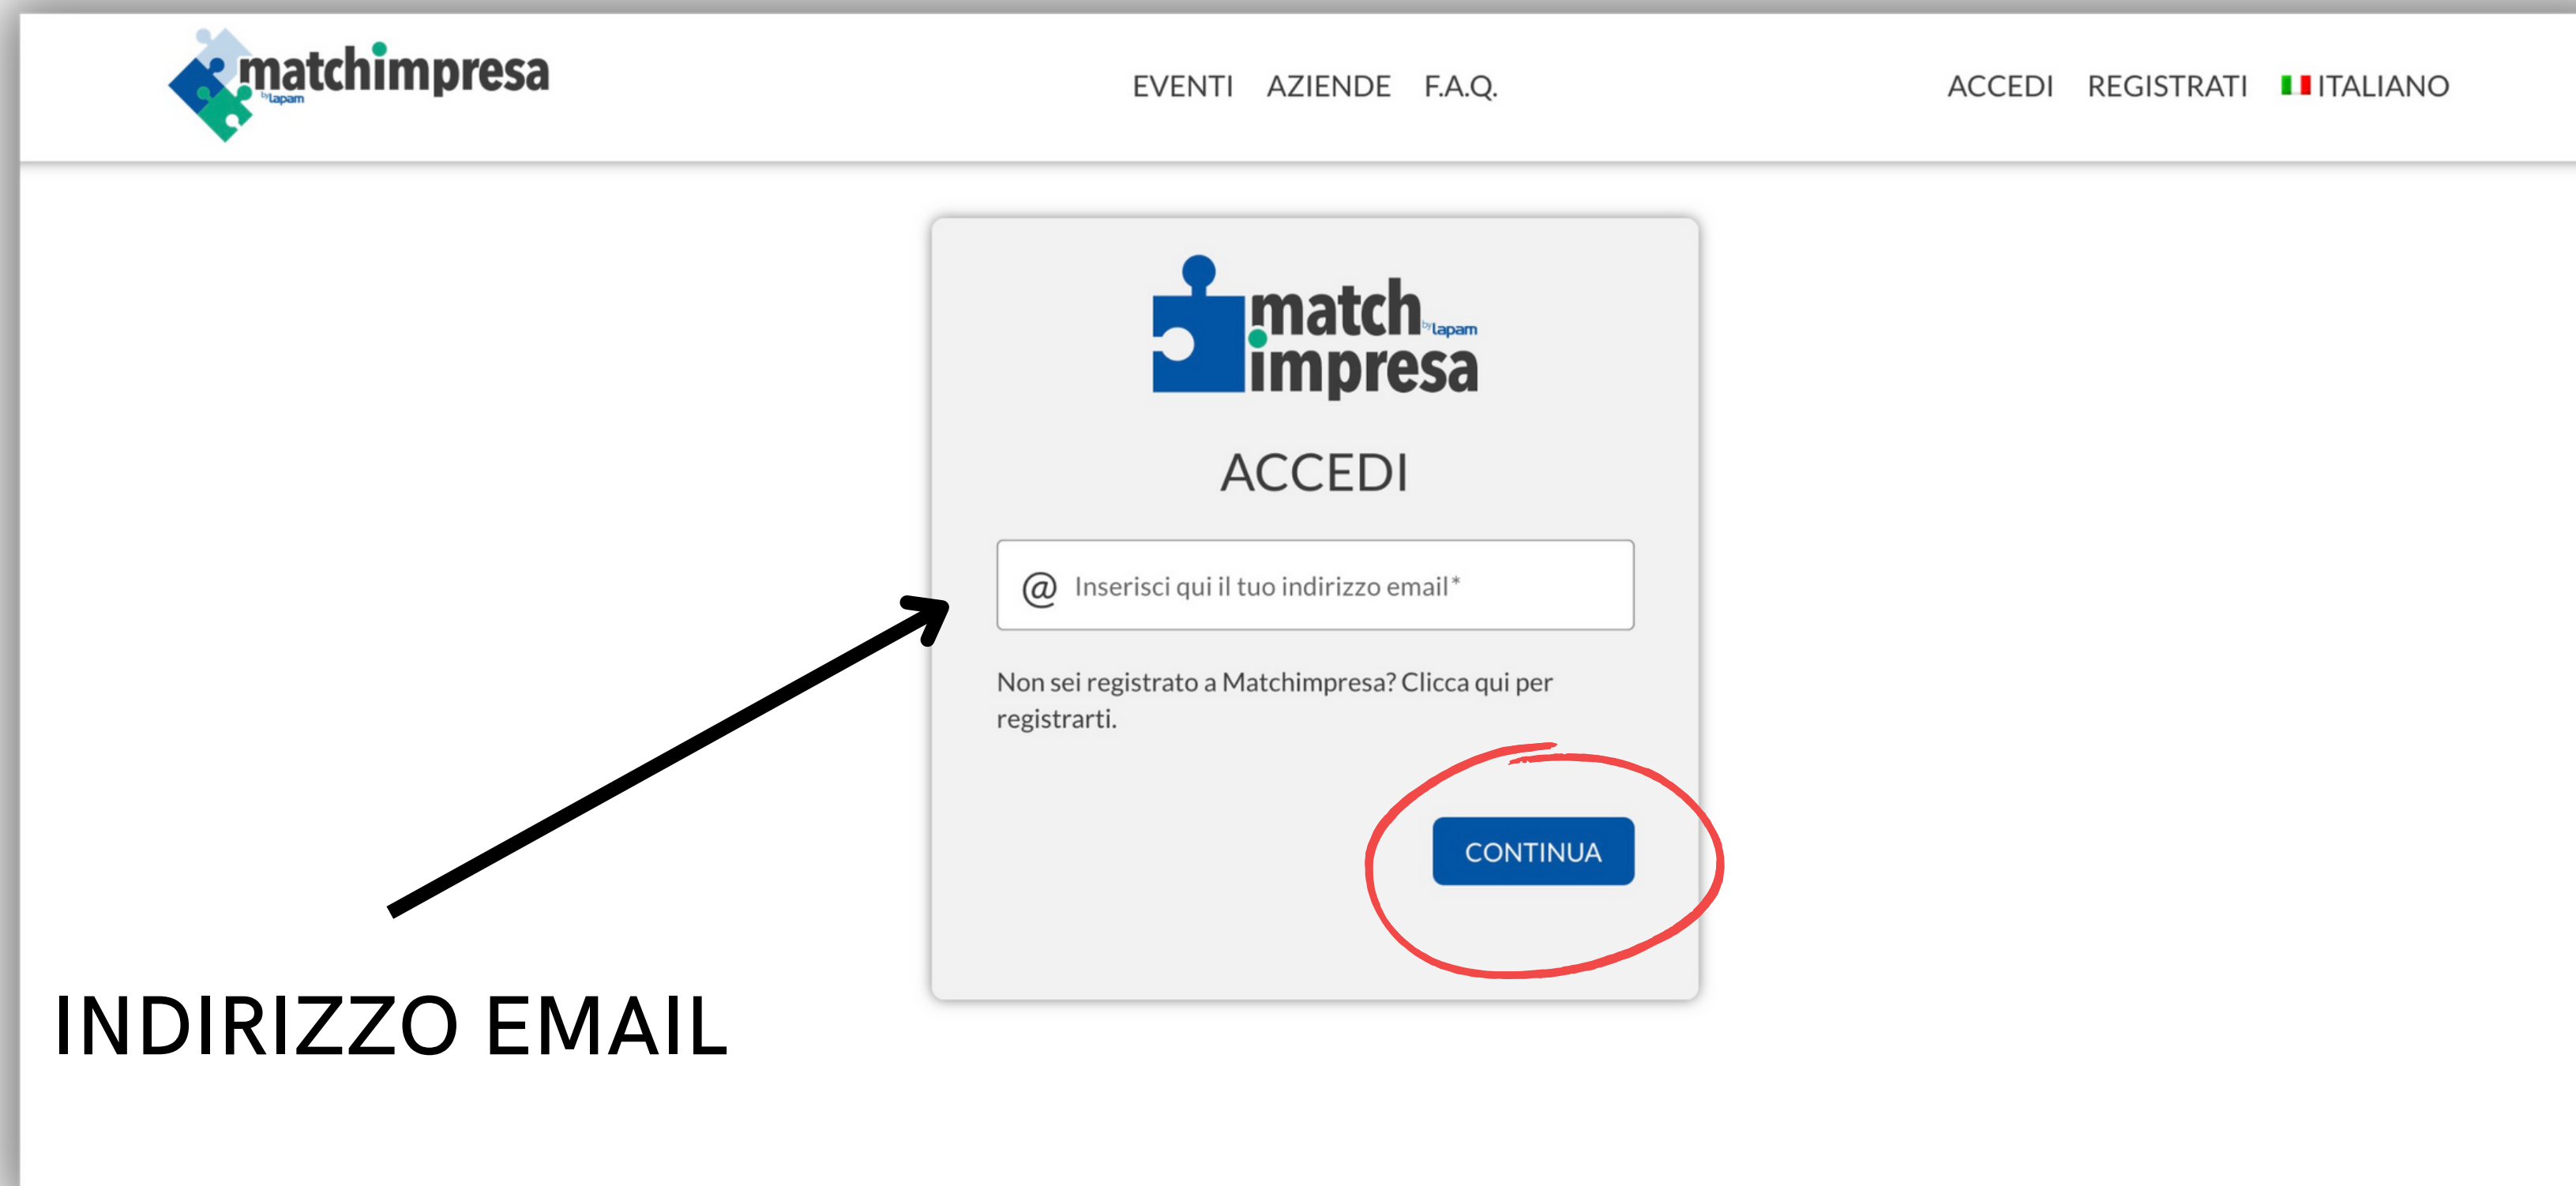 matchimpresa
by lapam
EVENTI AZIENDE F.A.Q.
ACCEDI REGISTRATI ITALIANO
match
by lapam
impresa
ACCEDI
@ Inserisci qui il tuo indirizzo email*
Non sei registrato a Matchimpresa? Clicca qui per
registrarti.
CONTINUA
INDIRIZZO EMAIL